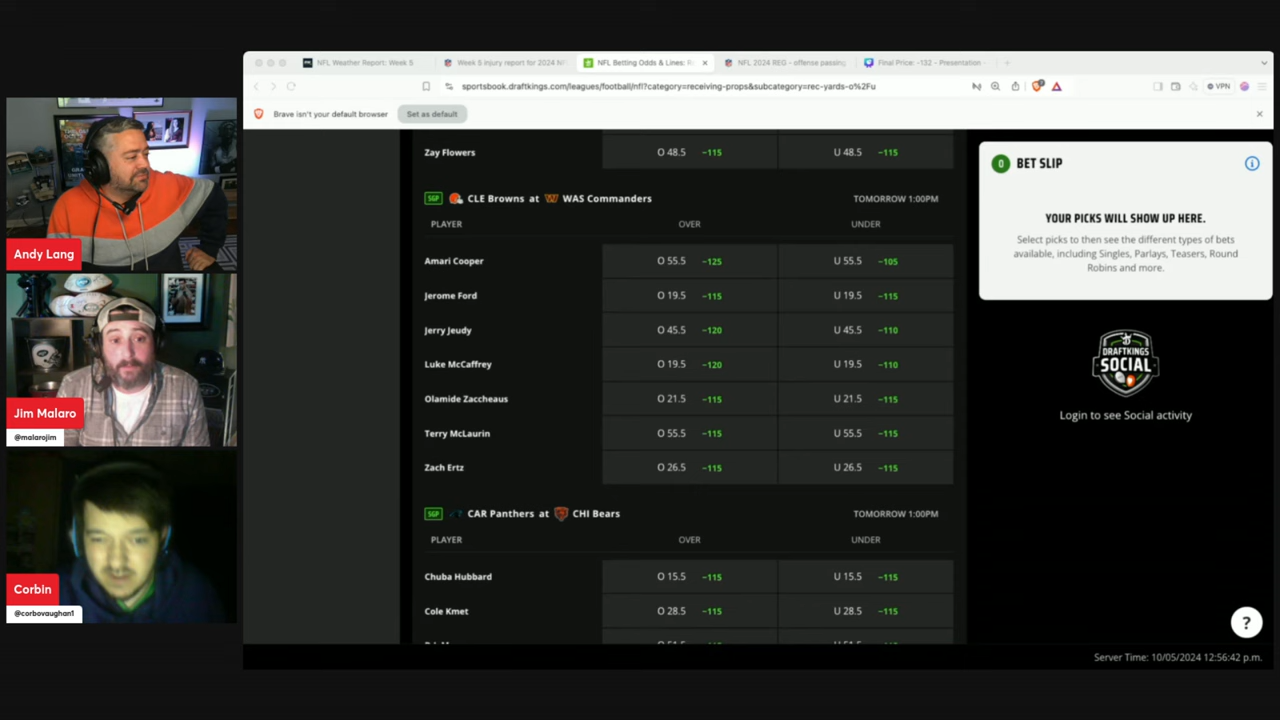 NFL Weather Report: Week 5
Week 5 injury report for 2024 NF
NFL Betting Odds & Lines: R
NFL 2024 REG - offense passing
Final Price: -132 - Presentation
sportsbook.draftkings.com/leagues/football/nfl?category=receiving-props&subcategory=rec-yards-o%2Fu
VPN
Brave isn't your default browser
Set as default
Zay Flowers O 48.5 −115 U 48.5 −115
SGP CLE Browns at WAS Commanders TOMORROW 1:00PM
PLAYER OVER UNDER
Amari Cooper O 55.5 −125 U 55.5 −105
Jerome Ford O 19.5 −115 U 19.5 −115
Jerry Jeudy O 45.5 −120 U 45.5 −110
Luke McCaffrey O 19.5 −120 U 19.5 −110
Olamide Zaccheaus O 21.5 −115 U 21.5 −115
Terry McLaurin O 55.5 −115 U 55.5 −115
Zach Ertz O 26.5 −115 U 26.5 −115
SGP CAR Panthers at CHI Bears TOMORROW 1:00PM
PLAYER OVER UNDER
Chuba Hubbard O 15.5 −115 U 15.5 −115
Cole Kmet O 28.5 −115 U 28.5 −115
0 BET SLIP
YOUR PICKS WILL SHOW UP HERE.
Select picks to then see the different types of bets
available, including Singles, Parlays, Teasers, Round
Robins and more.
DRAFTKINGS
SOCIAL
Login to see Social activity
?
Server Time: 10/05/2024 12:56:42 p.m.
Andy Lang
Jim Malaro
@malarojim
Corbin
@corbovaughan1